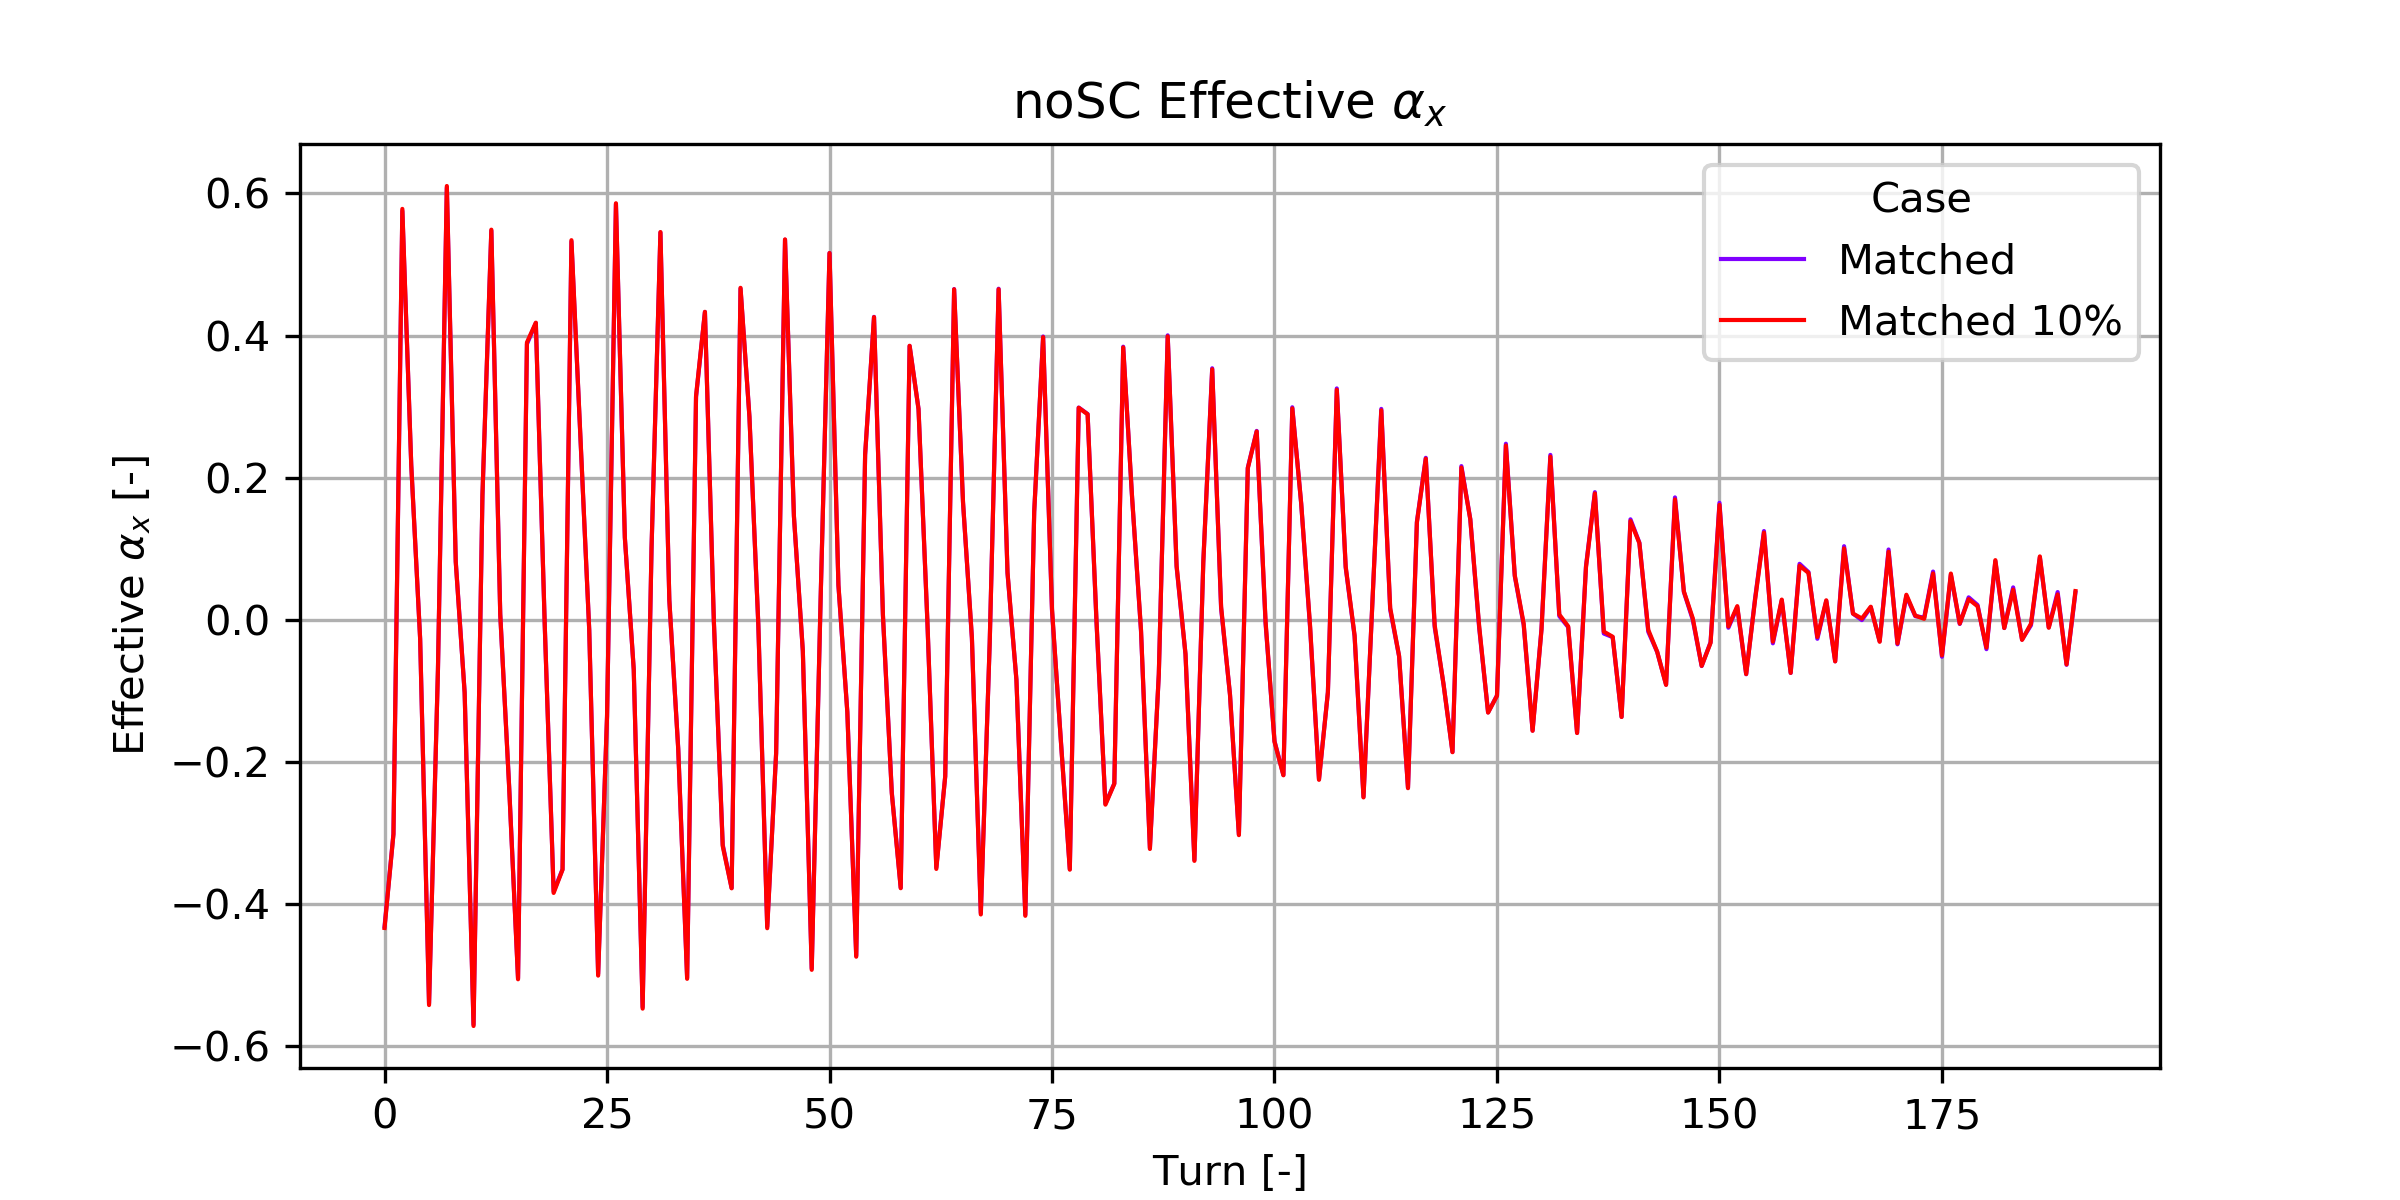 noSC Effective αₓ
Effective αₓ [-]
0.6
0.4
0.2
0.0
−0.2
−0.4
−0.6
Case
Matched
Matched 10%
0 25 50 75 100 125 150 175
Turn [-]